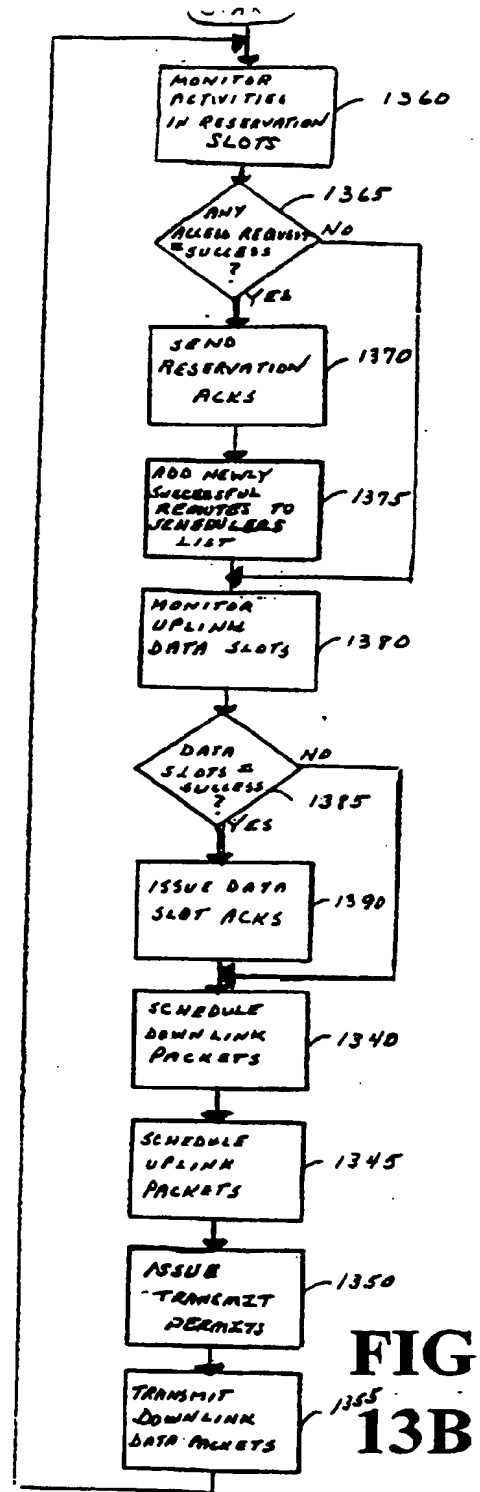 MONITOR
ACTIVITIES
IN RESERVATION
SLOTS
1360
1365
ANY
ACCESS REQUEST
= SUCCESS
?
NO
YES
SEND
RESERVATION
ACKS
1370
ADD NEWLY
SUCCESSFUL
REMOTES TO
SCHEDULERS
LIST
1375
MONITOR
UPLINK
DATA SLOTS
1380
DATA
SLOTS =
SUCCESS
?
NO
1385
YES
ISSUE DATA
SLOT ACKS
1390
SCHEDULE
DOWNLINK
PACKETS
1340
SCHEDULE
UPLINK
PACKETS
1345
ISSUE
TRANSMIT
PERMITS
1350
TRANSMIT
DOWNLINK
DATA PACKETS
1355
FIG
13B